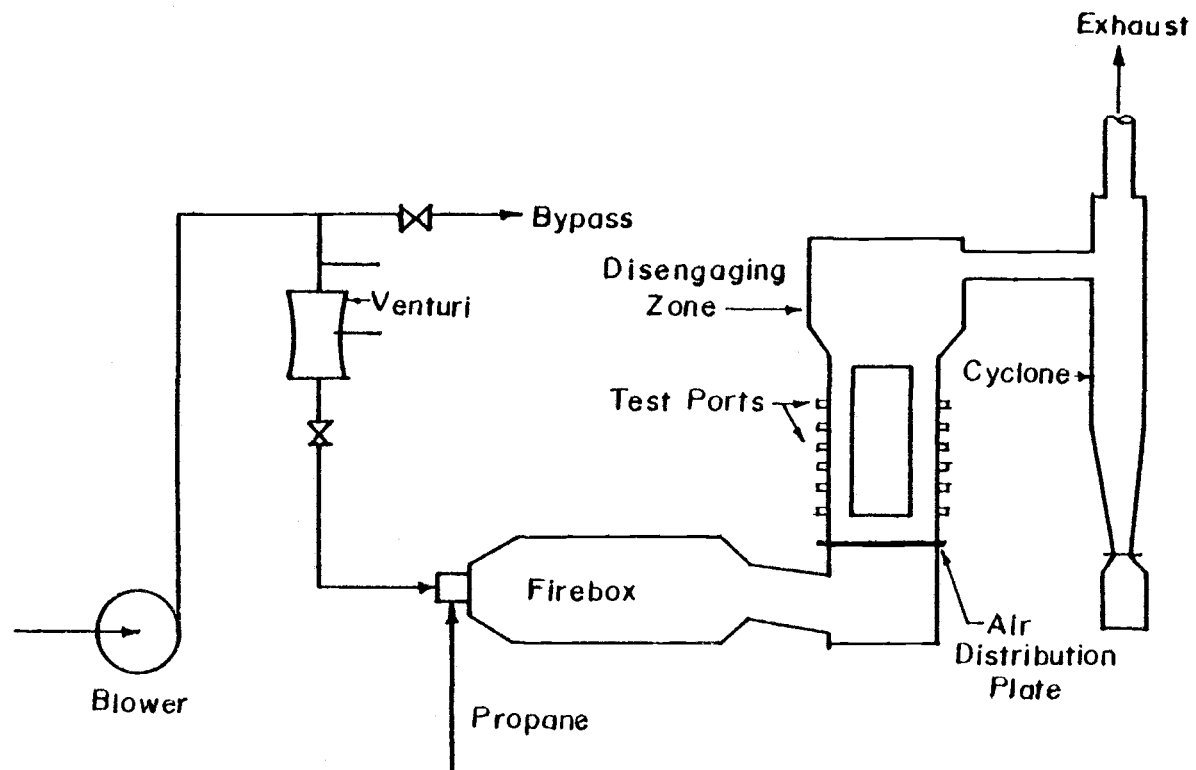 Exhaust
Bypass
Disengaging
Zone
Venturi
Cyclone
Test Ports
Firebox
Air
Distribution
Plate
Blower
Propane